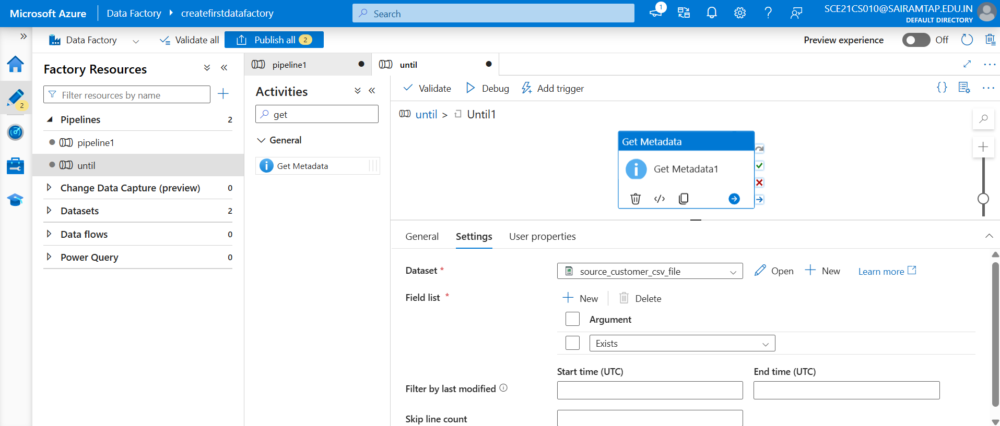 Microsoft Azure
Data Factory
createfirstdatafactory
Search
1
SCE21CS010@SAIRAMTAP.EDU.IN
DEFAULT DIRECTORY
Data Factory
Validate all
Publish all 2
Preview experience
Off
2
Factory Resources
Filter resources by name
Pipelines 2
pipeline1
until
Change Data Capture (preview) 0
Datasets 2
Data flows 0
Power Query 0
pipeline1
until
Activities
get
General
Get Metadata
Validate
Debug
Add trigger
until > Until1
Get Metadata
Get Metadata1
General
Settings
User properties
Dataset *
source_customer_csv_file
Open
New
Learn more
Field list *
New
Delete
Argument
Exists
Start time (UTC)
End time (UTC)
Filter by last modified
Skip line count